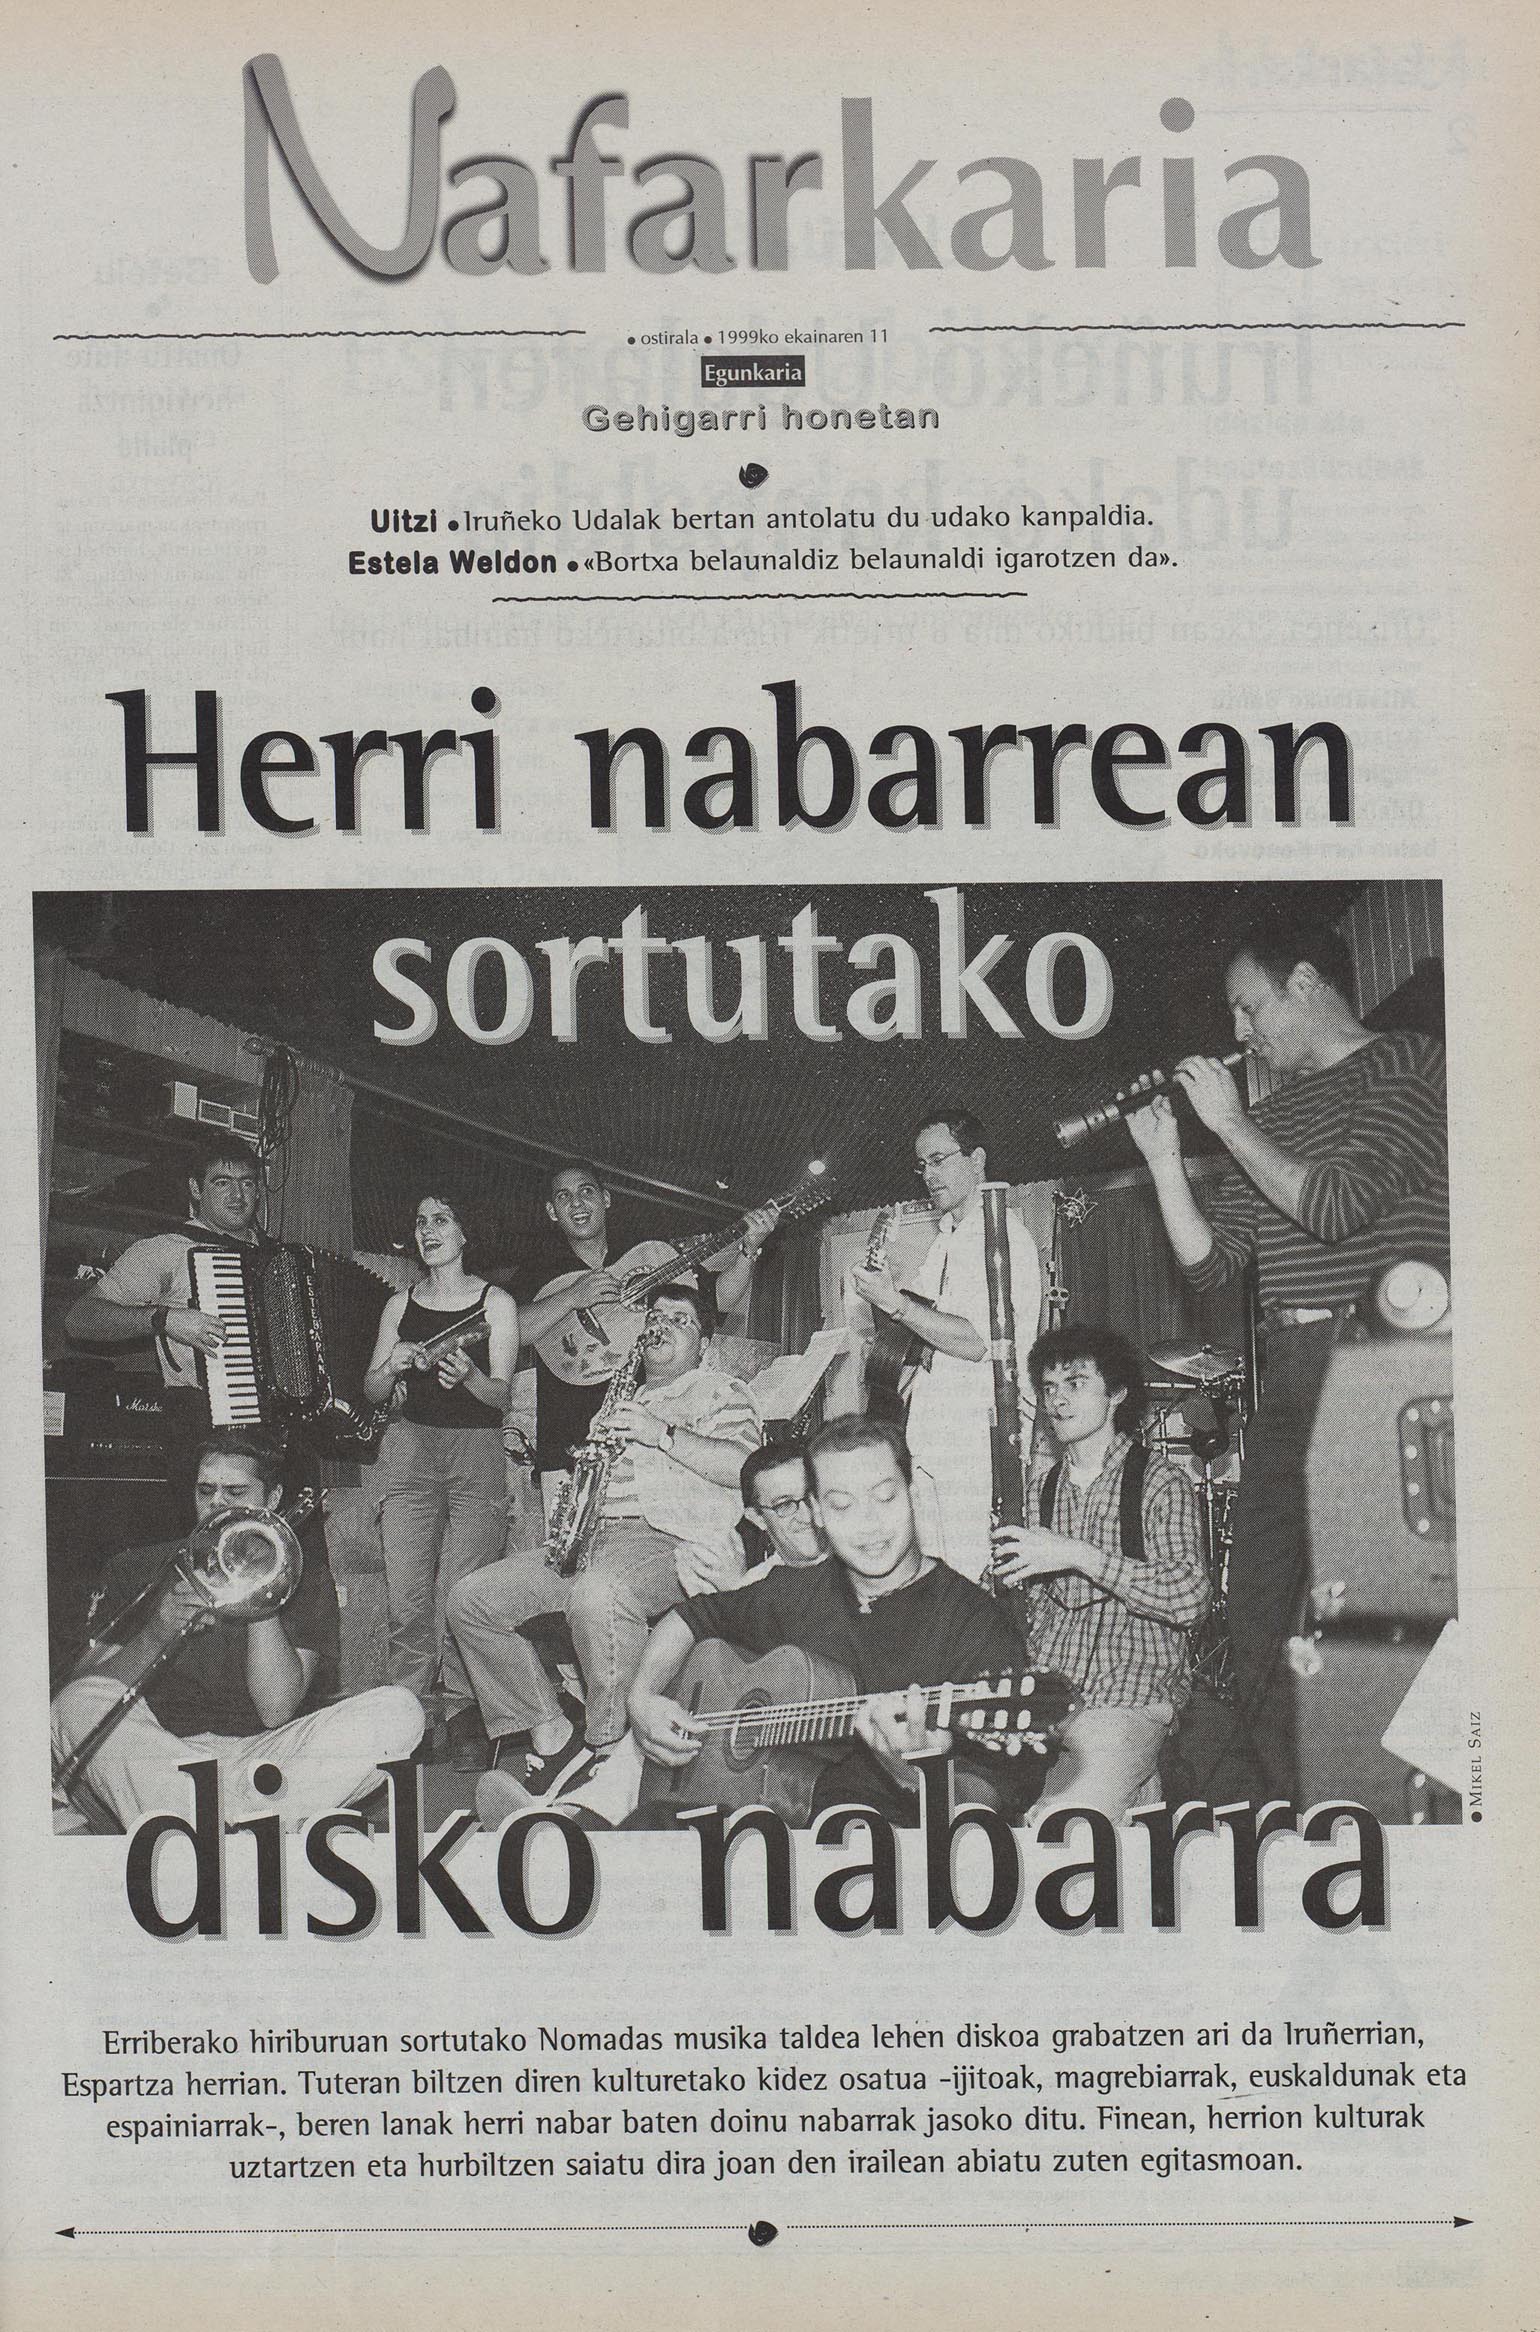 Nafarkaria
• ostirala • 1999ko ekainaren 11
Egunkaria
Gehigarri honetan
Uitzi • Iruñeko Udalak bertan antolatu du udako kanpaldia.
Estela Weldon • «Bortxa belaunaldiz belaunaldi igarotzen da».
Herri nabarrean
sortutako
ESTEBARAN
Marsha
disko nabarra
• MIKEL SAIZ
Erriberako hiriburuan sortutako Nomadas musika taldea lehen diskoa grabatzen ari da Iruñerrian,
Espartza herrian. Tuteran biltzen diren kulturetako kidez osatua -ijitoak, magrebiarrak, euskaldunak eta
espainiarrak-, beren lanak herri nabar baten doinu nabarrak jasoko ditu. Finean, herrion kulturak
uztartzen eta hurbiltzen saiatu dira joan den irailean abiatu zuten egitasmoan.